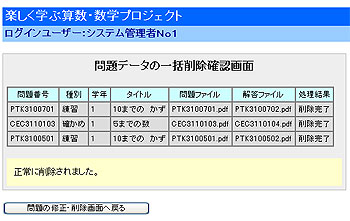 楽しく学ぶ算数・数学プロジェクト
ログインユーザー:システム管理者No1
問題データの一括削除確認画面
問題番号 種別 学年 タイトル 問題ファイル 解答ファイル 処理結果
PTK3100701 練習 1 10までの かず PTK3100701.pdf PTK3100702.pdf 削除完了
CEC3110103 確かめ 1 5までの数 CEC3110103.pdf CEC3110104.pdf 削除完了
PTK3100501 練習 1 10までの かず PTK3100501.pdf PTK3100502.pdf 削除完了
正常に削除されました。
問題の修正・削除画面へ戻る